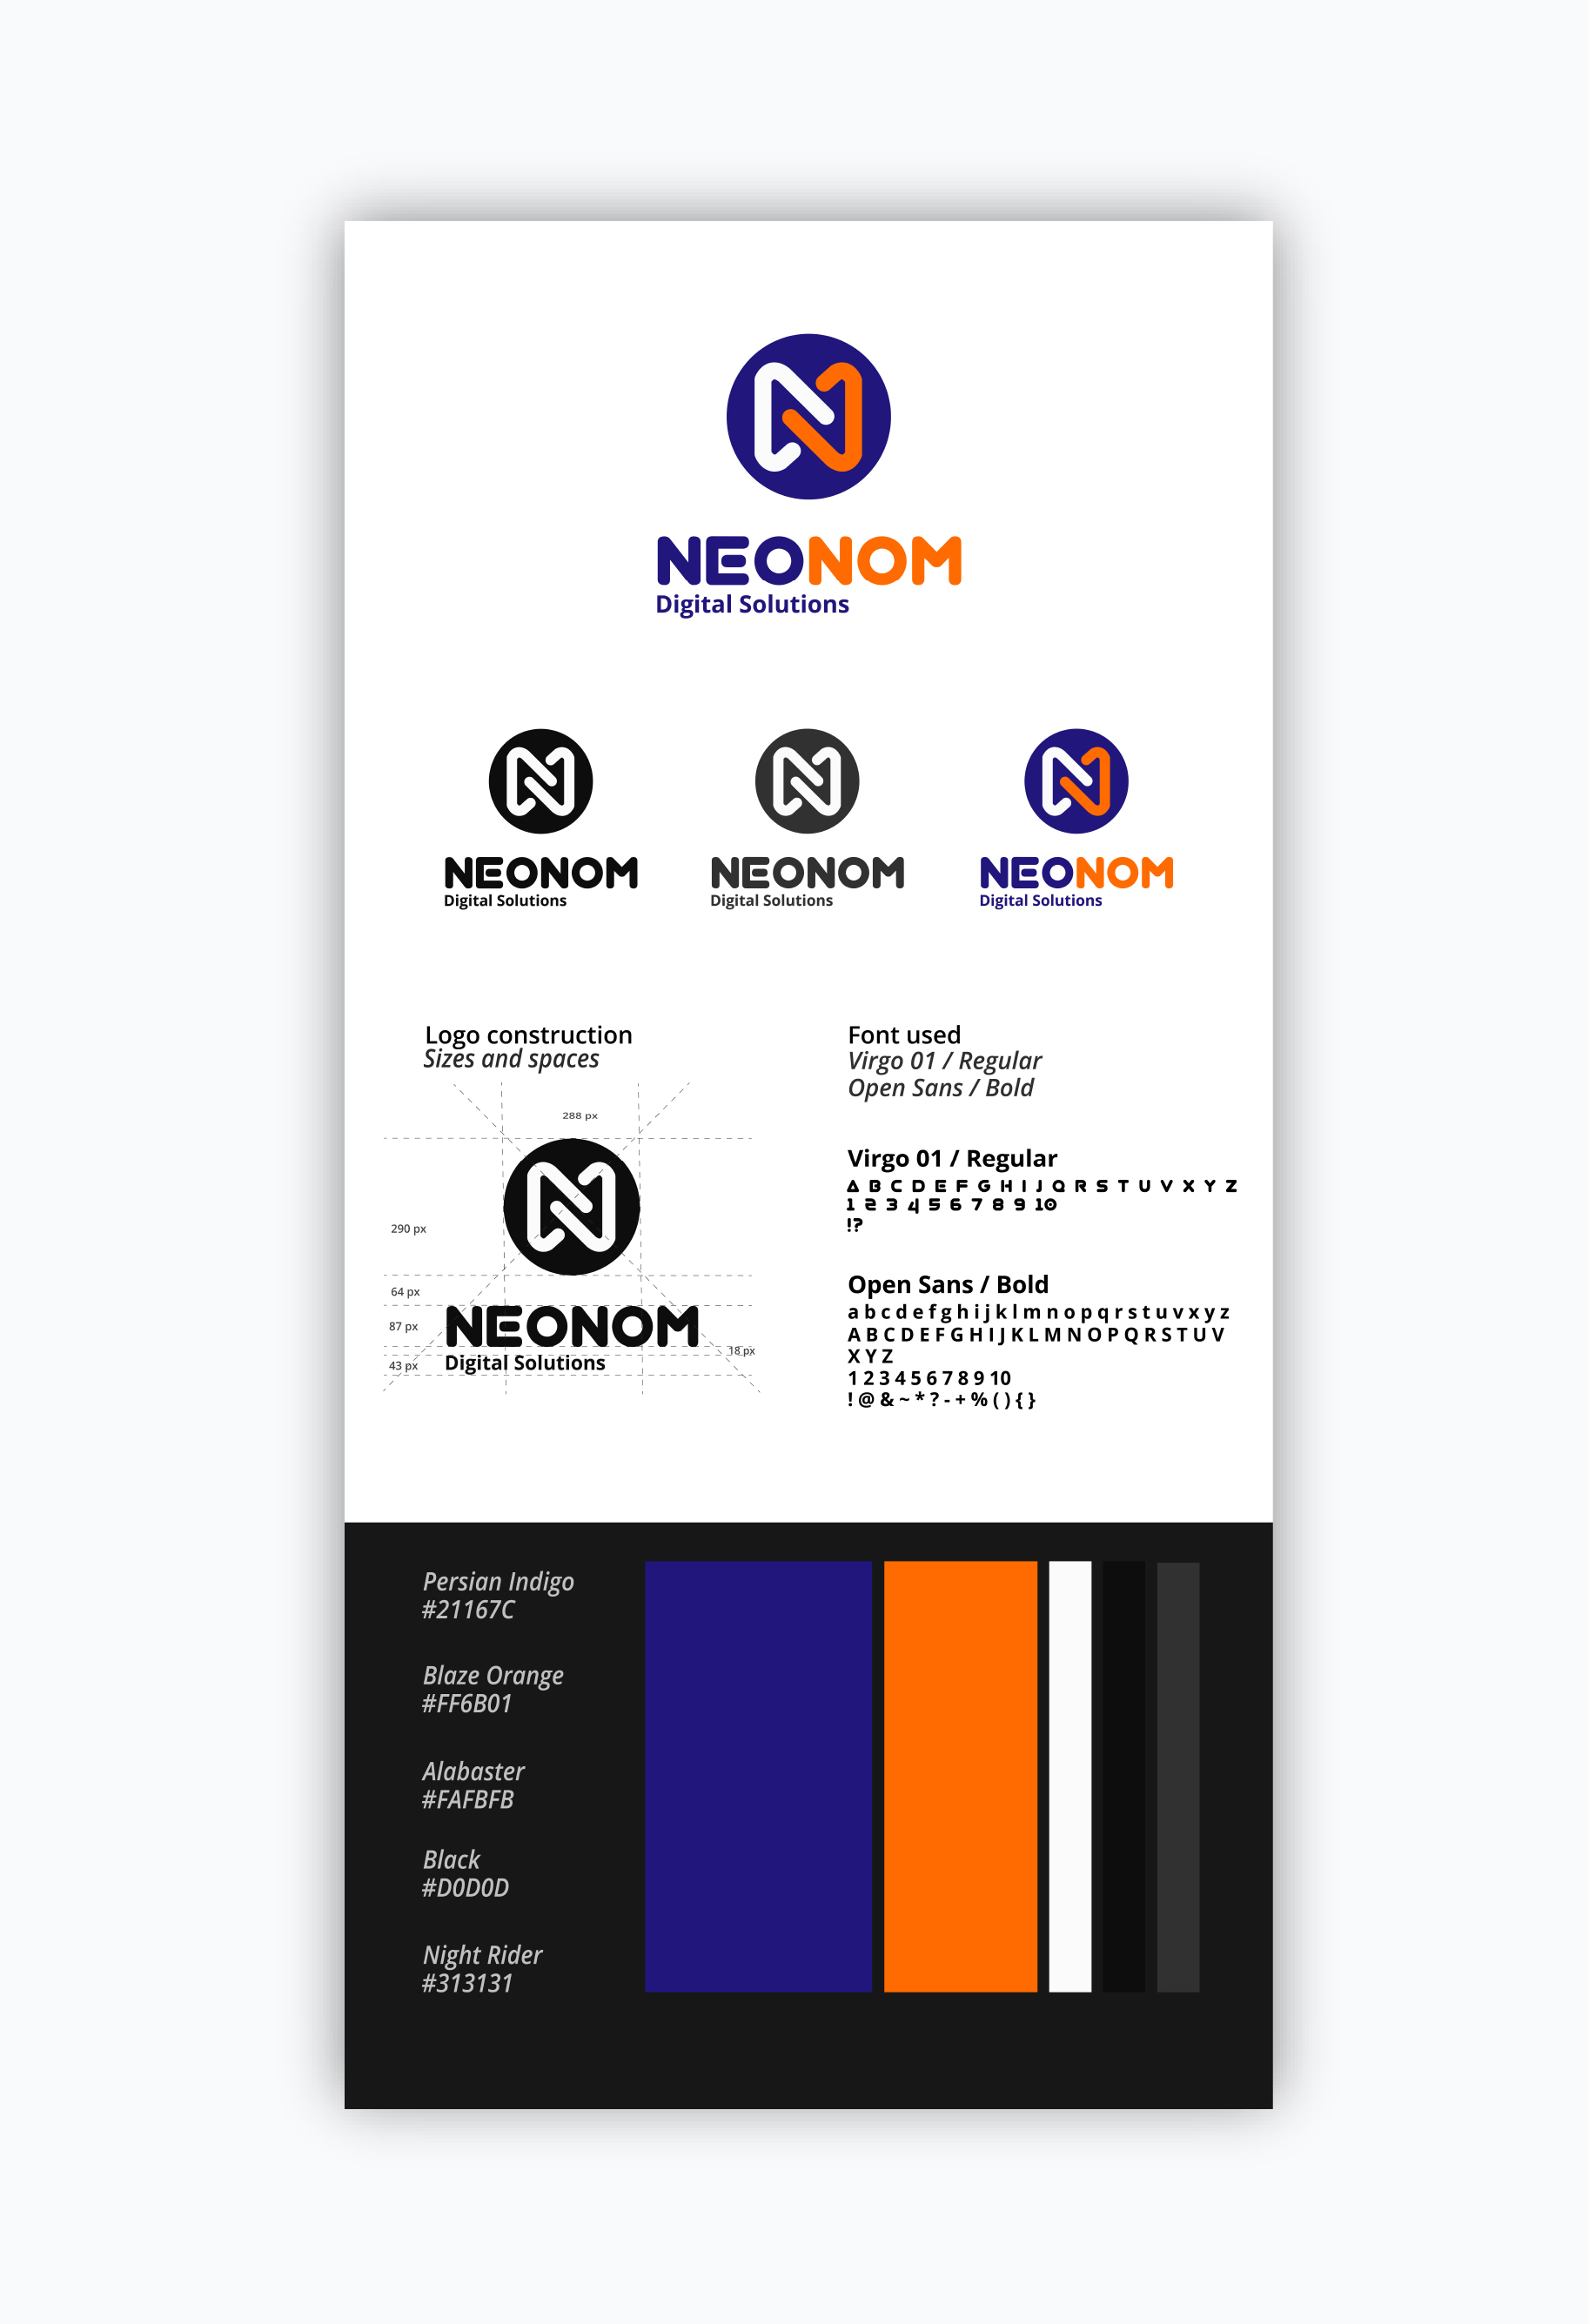 NEONOM
Digital Solutions
NEONOM
Digital Solutions
NEONOM
Digital Solutions
NEONOM
Digital Solutions
Logo construction
Sizes and spaces
288 px
290 px
64 px
NEONOM
87 px
18 px
Digital Solutions
43 px
Font used
Virgo 01 / Regular
Open Sans / Bold
Virgo 01 / Regular
A B C D E F G H I J Q R S T U V X Y Z
1 2 3 4 5 6 7 8 9 10
!?
Open Sans / Bold
a b c d e f g h i j k l m n o p q r s t u v x y z
A B C D E F G H I J K L M N O P Q R S T U V
X Y Z
1 2 3 4 5 6 7 8 9 10
! @ & ~ * ? - + % ( ) { }
Persian Indigo
#21167C
Blaze Orange
#FF6B01
Alabaster
#FAFBFB
Black
#D0D0D
Night Rider
#313131